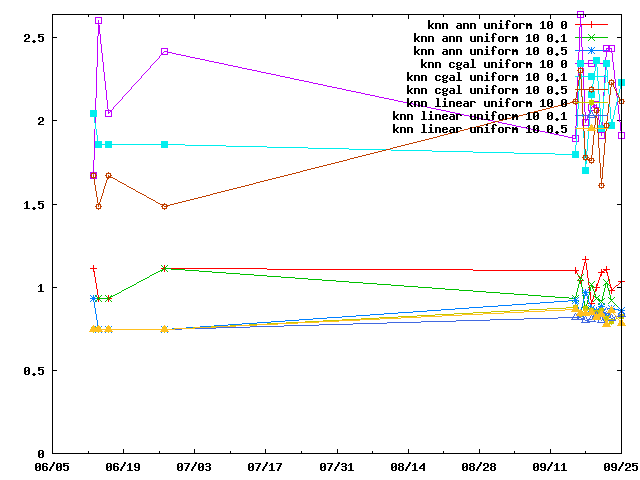 knn ann uniform 10 0
knn ann uniform 10 0.1
knn ann uniform 10 0.5
knn cgal uniform 10 0
knn cgal uniform 10 0.1
knn cgal uniform 10 0.5
knn linear uniform 10 0
knn linear uniform 10 0.1
knn linear uniform 10 0.5
2.5
2
1.5
1
0.5
0
06/05 06/19 07/03 07/17 07/31 08/14 08/28 09/11 09/25